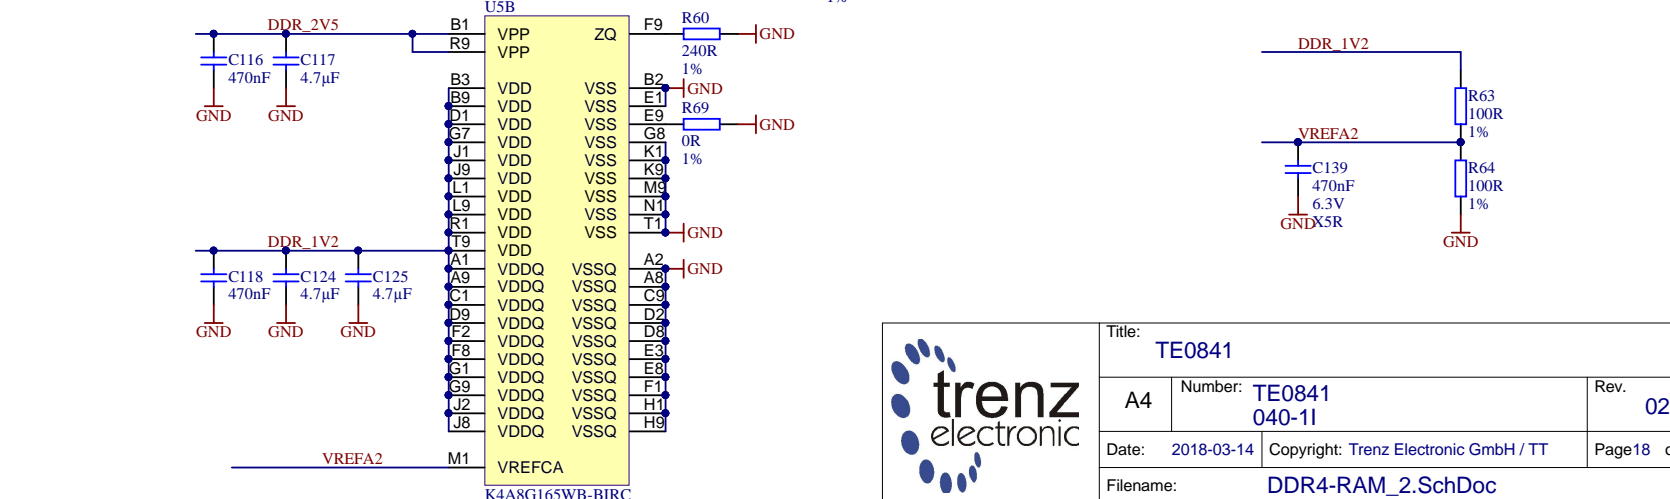 1%
U5B
DDR_2V5
B1 VPP
R9 VPP
ZQ F9
R60
240R
1%
GND
C116
470nF
GND
C117
4.7µF
GND
B3 VDD VSS B2 GND
B9 VDD VSS E1
D1 VDD VSS E9
R69
0R
1%
GND
G7 VDD VSS G8
J1 VDD VSS K1
J9 VDD VSS K9
L1 VDD VSS M9
L9 VDD VSS N1
R1 VDD VSS T1 GND
T9 VDD
DDR_1V2
C118
470nF
GND
C124
4.7µF
GND
C125
4.7µF
GND
A1 VDDQ VSSQ A2 GND
A9 VDDQ VSSQ A8
C1 VDDQ VSSQ C9
D9 VDDQ VSSQ D2
F2 VDDQ VSSQ D8
F8 VDDQ VSSQ E3
G1 VDDQ VSSQ E8
G9 VDDQ VSSQ F1
J2 VDDQ VSSQ H1
J8 VDDQ VSSQ H9
VREFA2 M1 VREFCA
K4A8G165WB-BIRC
DDR_1V2
R63
100R
1%
VREFA2
C139
470nF
6.3V
X5R
GND
R64
100R
1%
GND
trenz
electronic
Title:
TE0841
A4
Number: TE0841
040-1I
Rev.
02
Date: 2018-03-14
Copyright: Trenz Electronic GmbH / TT
Page18
Filename: DDR4-RAM_2.SchDoc